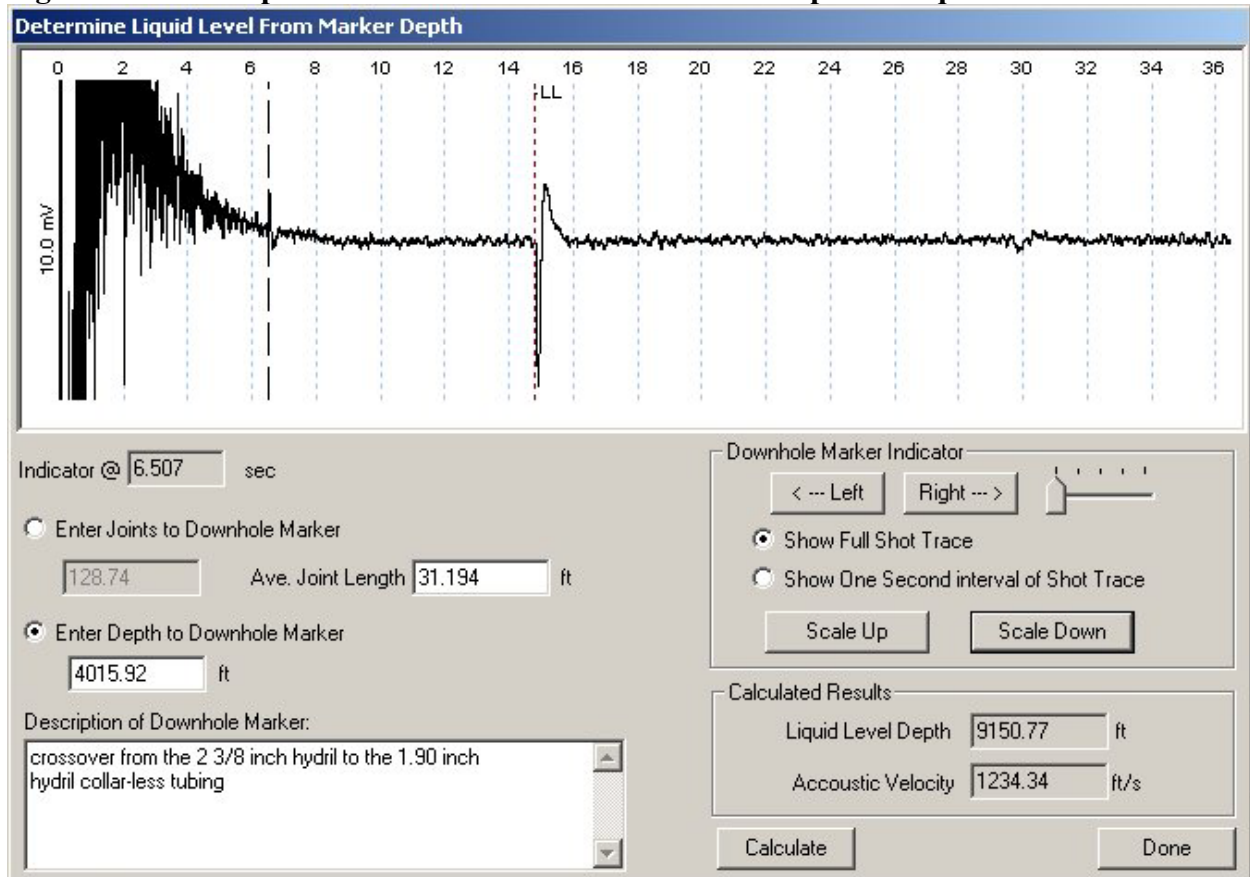 Determine Liquid Level From Marker Depth
0 2 4 6 8 10 12 14 16 18 20 22 24 26 28 30 32 34 36
LL
10.0 mV
Indicator @ 6.507 sec
Enter Joints to Downhole Marker
128.74 Ave. Joint Length 31.194 ft
Enter Depth to Downhole Marker
4015.92 ft
Description of Downhole Marker:
crossover from the 2 3/8 inch hydril to the 1.90 inch
hydril collar-less tubing
Downhole Marker Indicator
< --- Left Right --- >
Show Full Shot Trace
Show One Second interval of Shot Trace
Scale Up Scale Down
Calculated Results
Liquid Level Depth 9150.77 ft
Accoustic Velocity 1234.34 ft/s
Calculate Done